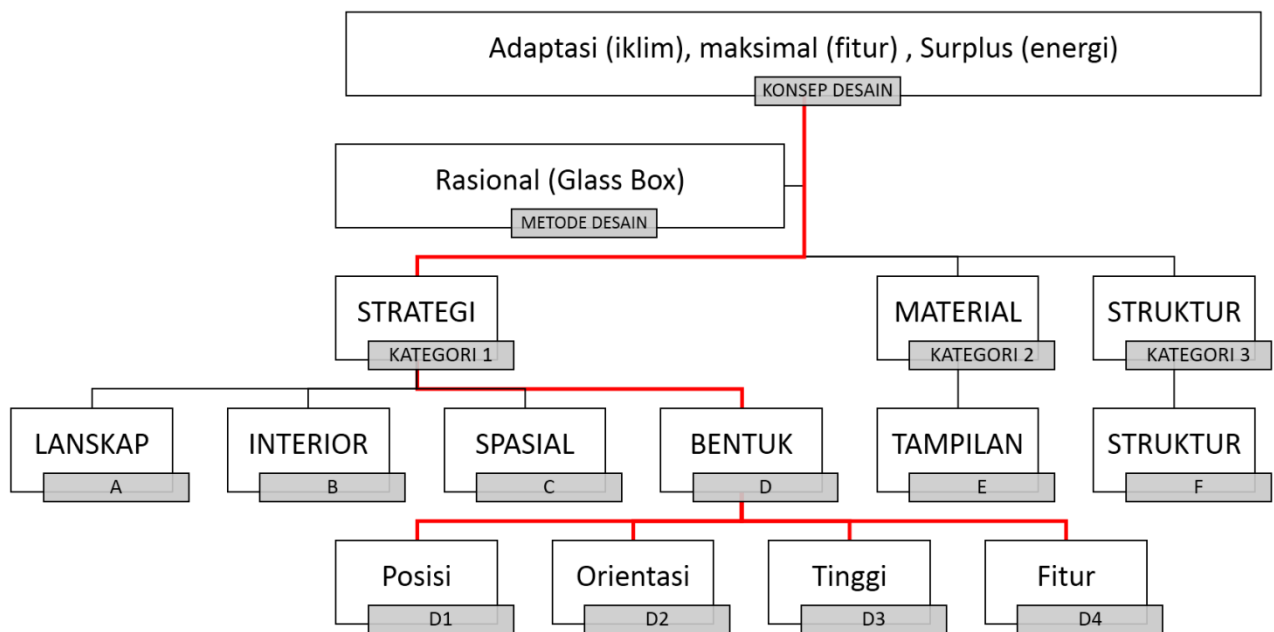 Adaptasi (iklim), maksimal (fitur) , Surplus (energi)
KONSEP DESAIN
Rasional (Glass Box)
METODE DESAIN
STRATEGI
KATEGORI 1
MATERIAL
KATEGORI 2
STRUKTUR
KATEGORI 3
LANSKAP
A
INTERIOR
B
SPASIAL
C
BENTUK
D
TAMPILAN
E
STRUKTUR
F
Posisi
D1
Orientasi
D2
Tinggi
D3
Fitur
D4